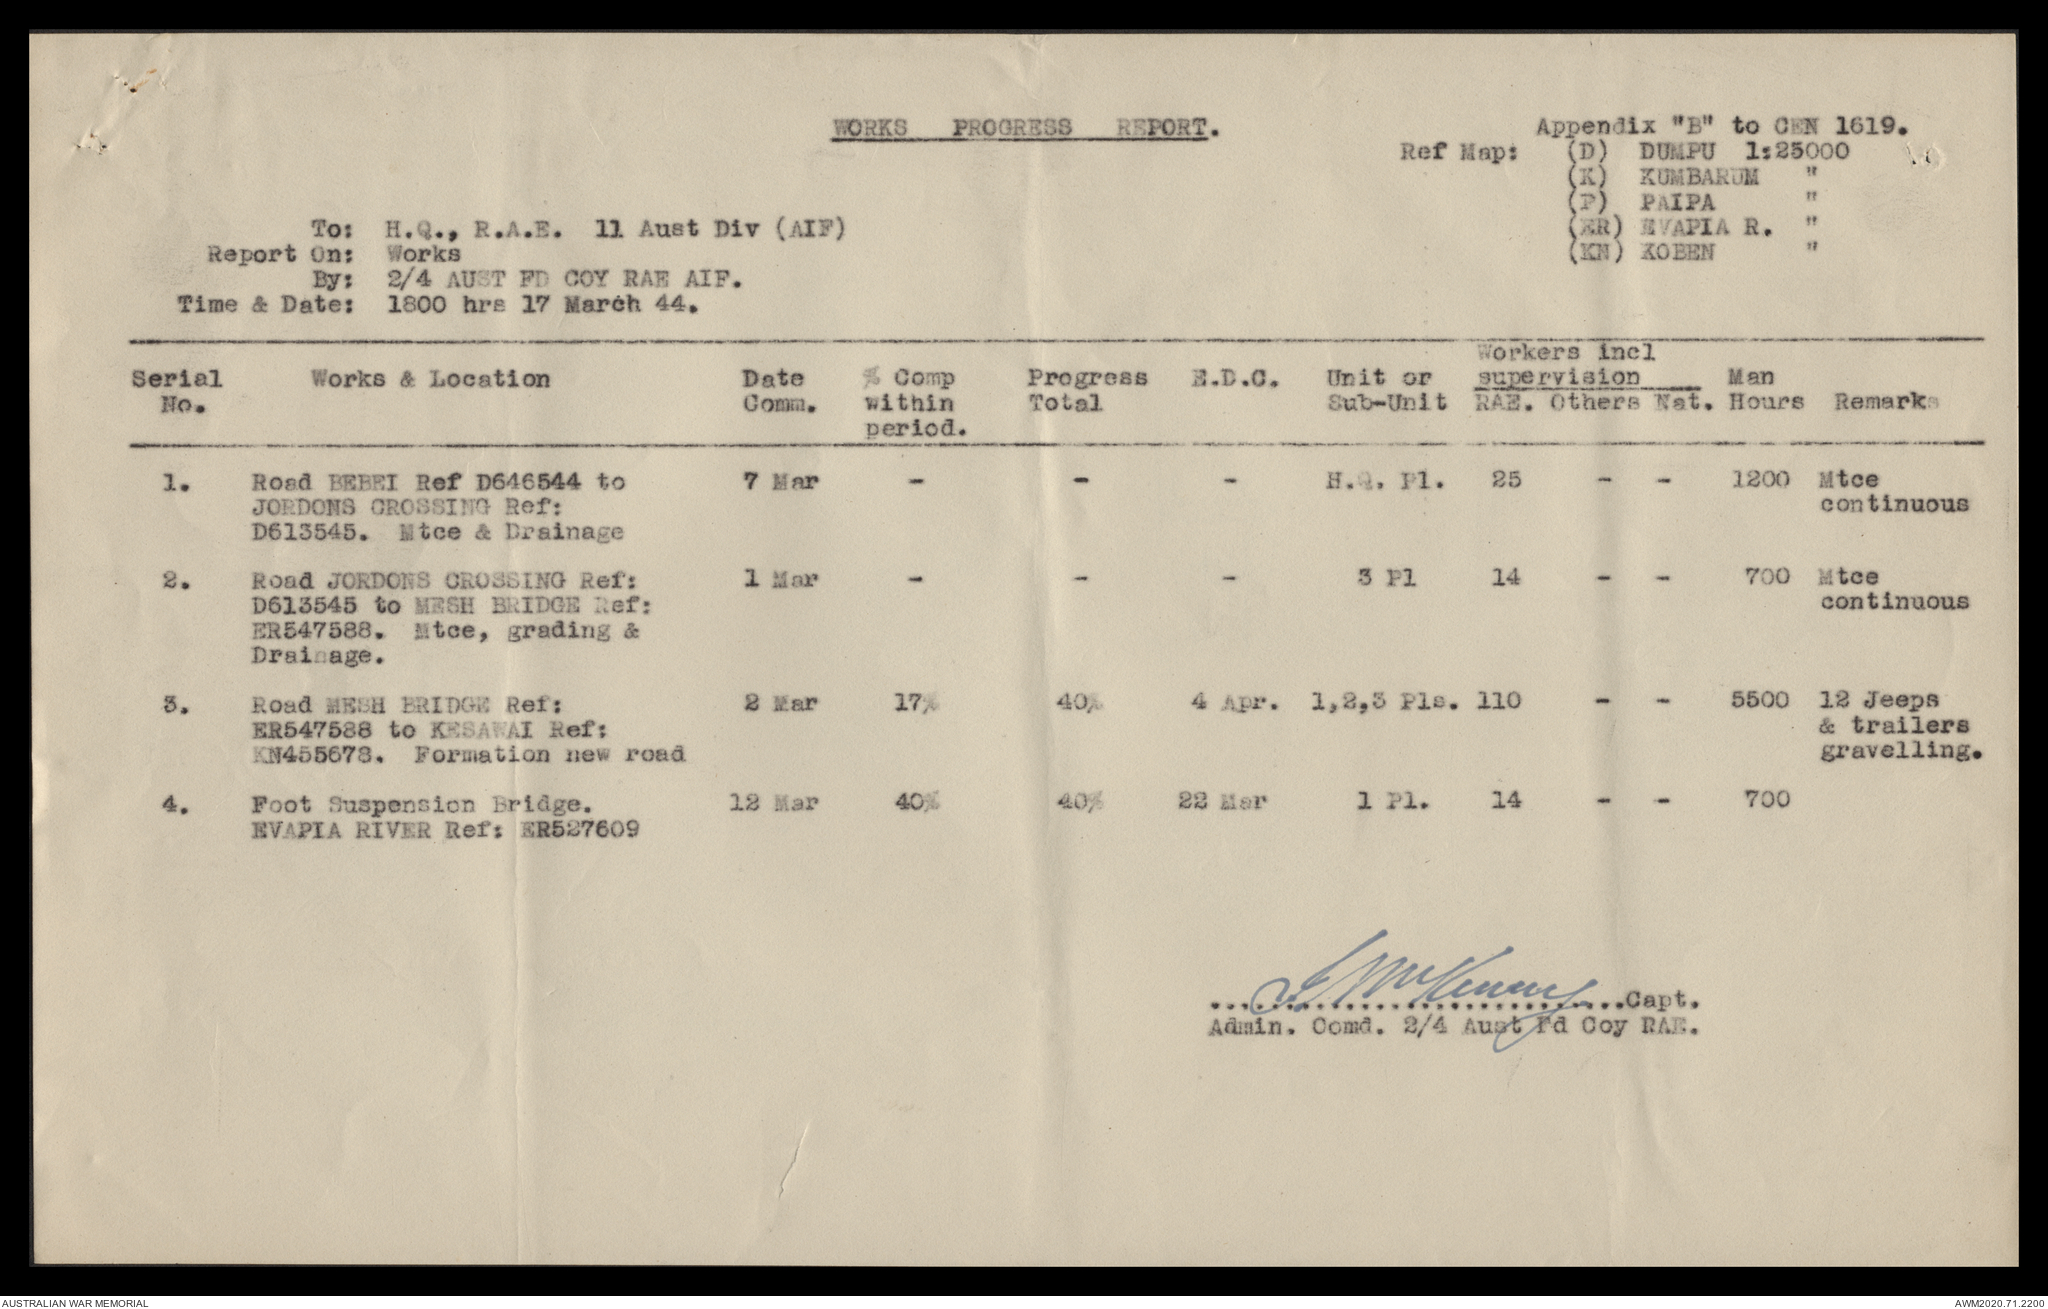 WORKS PROGRESS REPORT.
Appendix "B" to CEN 1619.
Ref Map: (D) DUMPU 1:25000
(K) KUMBARUM "
(P) PAIPA "
(ER) EVAPIA R. "
(KN) KOBEN "
To: H.Q., R.A.E. 11 Aust Div (AIF)
Report On: Works
By: 2/4 AUST FD COY RAE AIF.
Time & Date: 1800 hrs 17 March 44.
Workers incl
Serial Works & Location Date % Comp Progress E.D.C. Unit or supervision Man
No. Comm. within Total Sub-Unit RAE. Others Nat. Hours Remarks
period.
1. Road BEBEI Ref D646544 to 7 Mar - - - H.Q. Pl. 25 - - 1200 Mtce
JORDONS CROSSING Ref: continuous
D613545. Mtce & Drainage
2. Road JORDONS CROSSING Ref: 1 Mar - - - 3 Pl 14 - - 700 Mtce
D613545 to MESH BRIDGE Ref: continuous
ER547588. Mtce, grading &
Drainage.
3. Road MESH BRIDGE Ref: 2 Mar 17% 40% 4 Apr. 1,2,3 Pls. 110 - - 5500 12 Jeeps
ER547588 to KESAWAI Ref: & trailers
KN455678. Formation new road gravelling.
4. Foot Suspension Bridge. 12 Mar 40% 40% 22 Mar 1 Pl. 14 - - 700
EVAPIA RIVER Ref: ER527609
McKenny
..............................Capt.
Admin. Comd. 2/4 Aust Fd Coy RAE.
AUSTRALIAN WAR MEMORIAL
AWM2020.71.2200